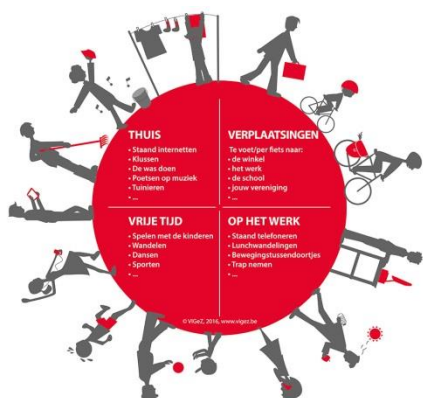 THUIS
• Staand internetten
• Klussen
• De was doen
• Poetsen op muziek
• Tuinieren
• ...
VERPLAATSINGEN
Te voet/per fiets naar:
• de winkel
• het werk
• de school
• jouw vereniging
• ...
VRIJE TIJD
• Spelen met de kinderen
• Wandelen
• Dansen
• Sporten
• ...
OP HET WERK
• Staand telefoneren
• Lunchwandelingen
• Bewegingstussendoortjes
• Trap nemen
• ...
© VIGeZ, 2016, www.vigez.be